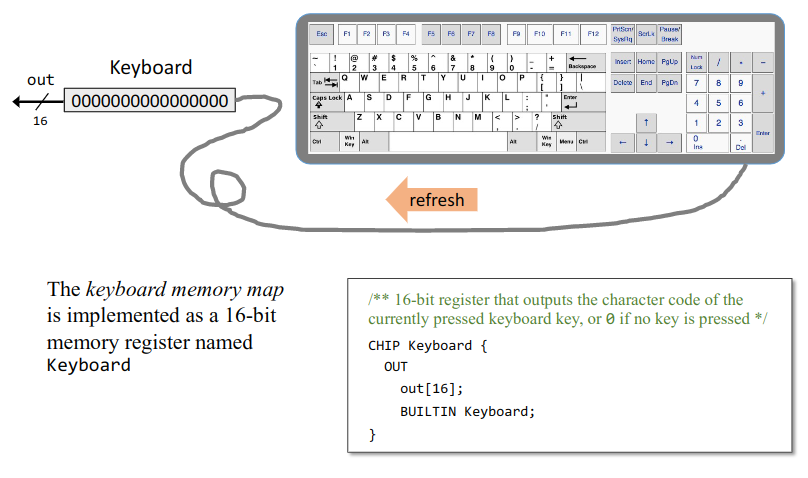 Keyboard
out
0000000000000000
16
Esc F1 F2 F3 F4 F5 F6 F7 F8 F9 F10 F11 F12 PrtScn/ SysRq ScrLk Pause/ Break
~ ` ! 1 @ 2 # 3 $ 4 % 5 ^ 6 & 7 * 8 ( 9 ) 0 _ - + = Backspace Insert Home PgUp Num Lock / * −
Tab Q W E R T Y U I O P { [ } ] | \ Delete End PgDn 7 8 9 +
Caps Lock A S D F G H J K L : ; " ' Enter 4 5 6
Shift Z X C V B N M < , > . ? / Shift ↑ 1 2 3 Enter
Ctrl Win Key Alt Alt Win Key Menu Ctrl ← ↓ → 0 Ins . Del
refresh
The keyboard memory map
is implemented as a 16-bit
memory register named
Keyboard
/** 16-bit register that outputs the character code of the
currently pressed keyboard key, or 0 if no key is pressed */
CHIP Keyboard {
OUT
out[16];
BUILTIN Keyboard;
}